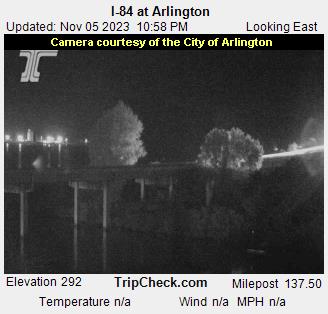 I-84 at Arlington
Updated: Nov 05 2023 10:58 PM Looking East
Camera courtesy of the City of Arlington
Elevation 292 TripCheck.com Milepost 137.50
Temperature n/a Wind n/a MPH n/a